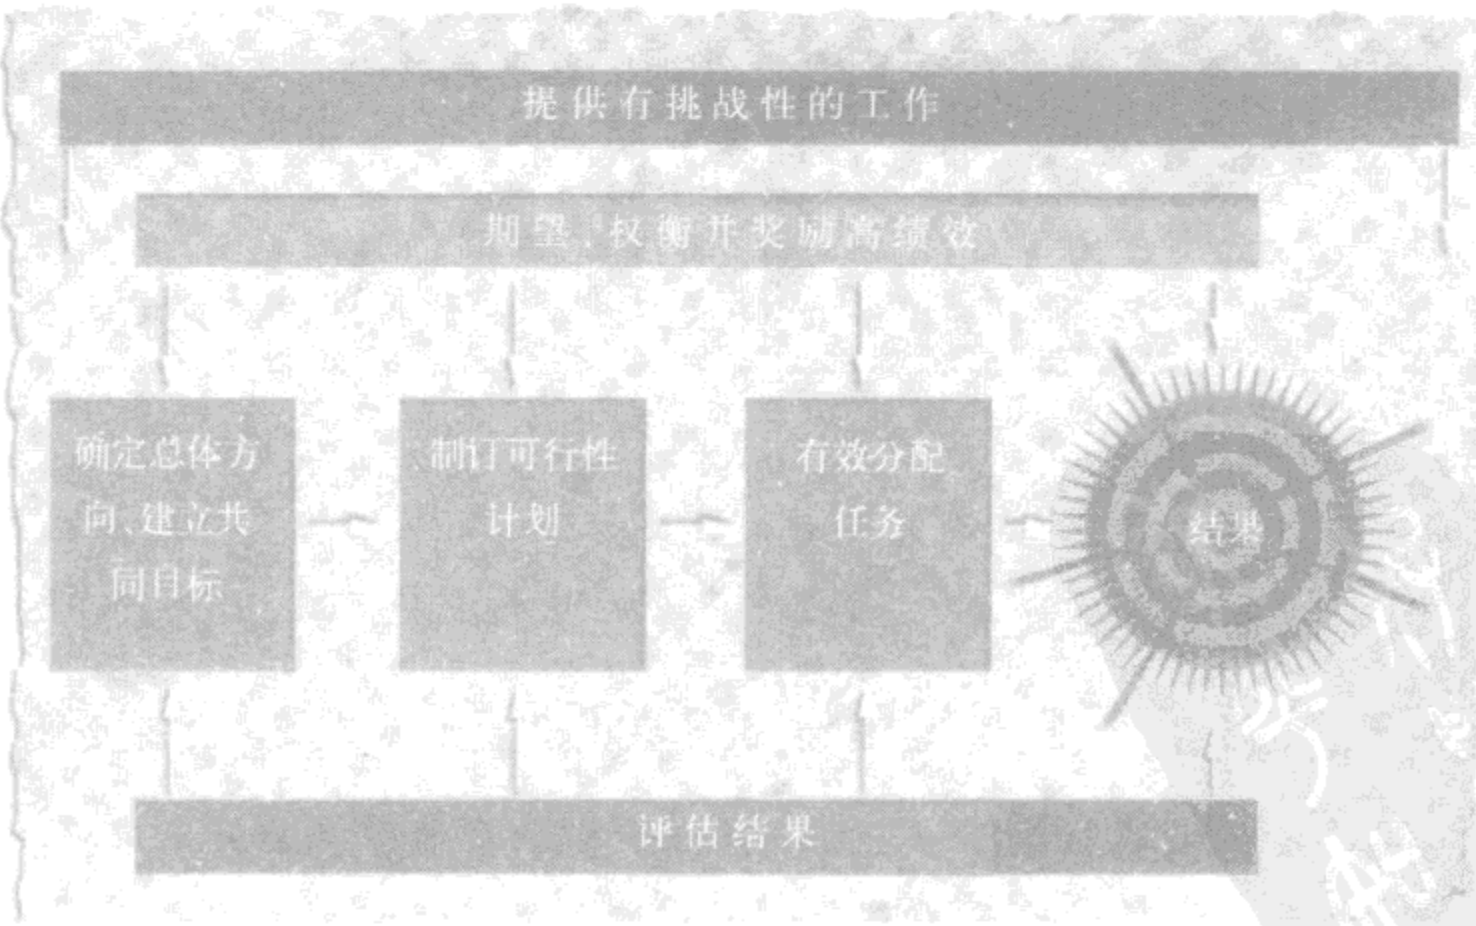 提供有挑战性的工作
期望、权衡并奖励高绩效
确定总体方
向、建立共
同目标
制订可行性
计划
有效分配
任务
结果
评估结果